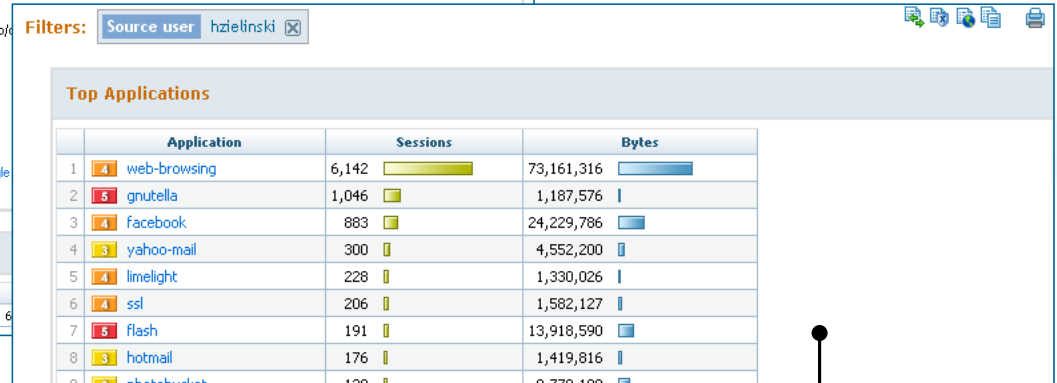 Filters: Source user hzielinski
Top Applications
Application Sessions Bytes
1 4 web-browsing 6,142 73,161,316
2 5 gnutella 1,046 1,187,576
3 4 facebook 883 24,229,786
4 3 yahoo-mail 300 4,552,200
5 4 limelight 228 1,330,026
6 4 ssl 206 1,582,127
7 5 flash 191 13,918,590
8 3 hotmail 176 1,419,816
photobucket
6